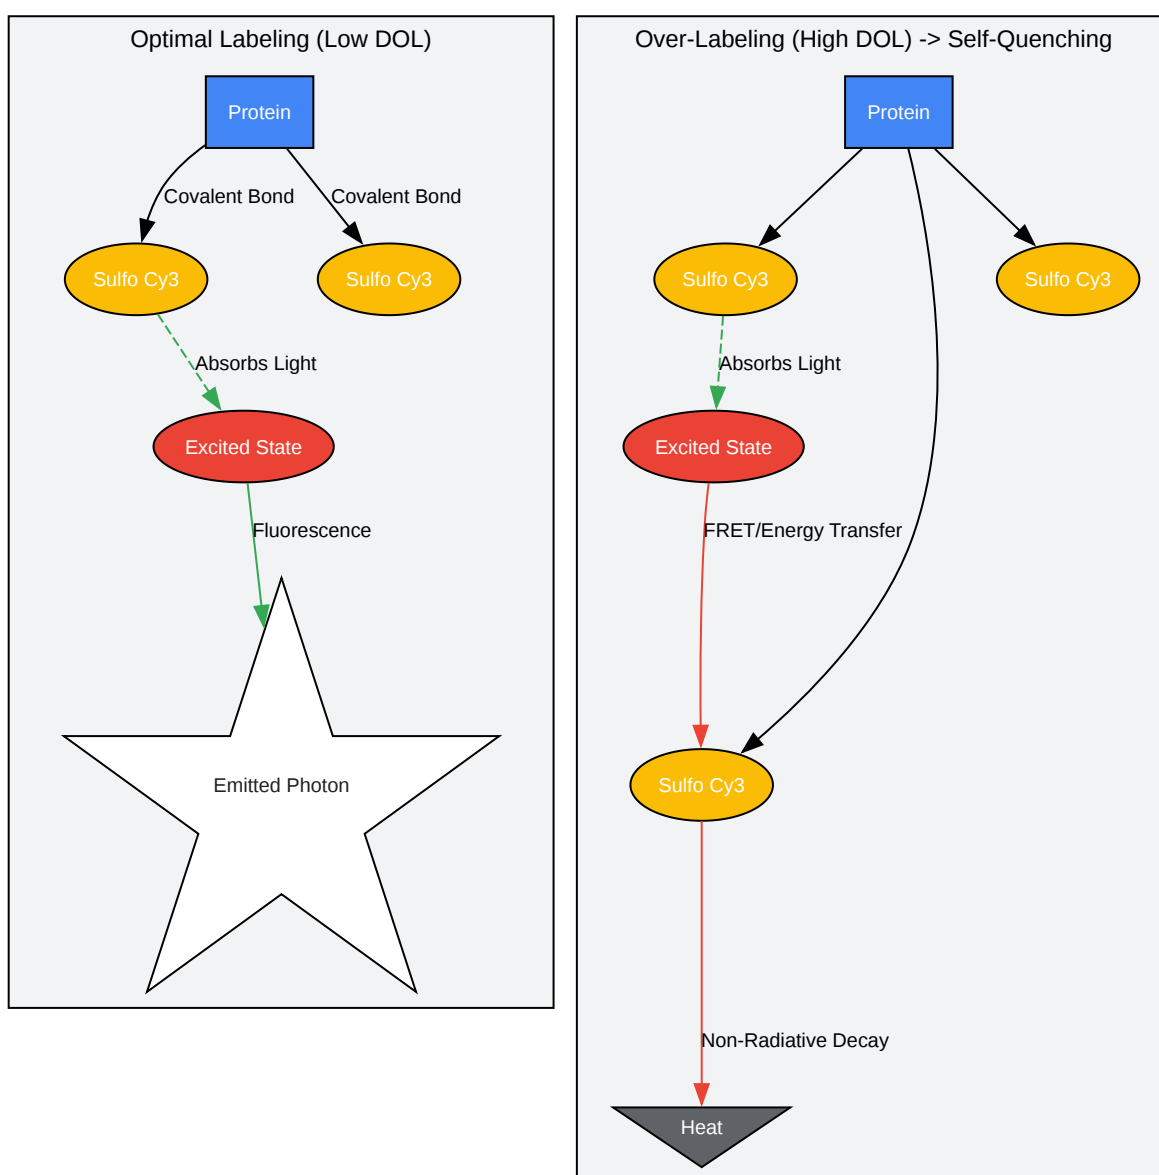 Optimal Labeling (Low DOL)
Protein
Covalent Bond
Covalent Bond
Sulfo Cy3
Sulfo Cy3
Absorbs Light
Excited State
Fluorescence
Emitted Photon
Over-Labeling (High DOL) -> Self-Quenching
Protein
Sulfo Cy3
Sulfo Cy3
Absorbs Light
Excited State
FRET/Energy Transfer
Sulfo Cy3
Non-Radiative Decay
Heat